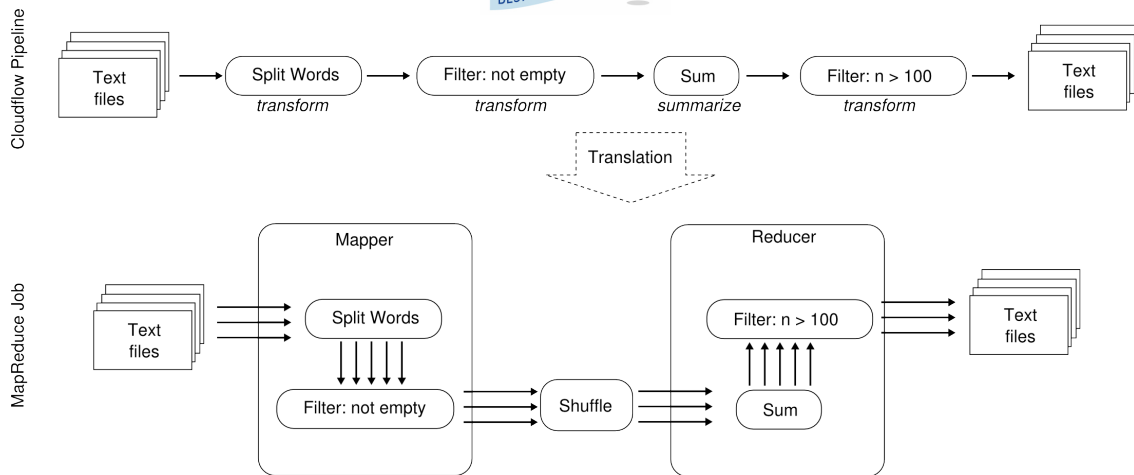 Cloudflow Pipeline
Text
files
Split Words
transform
Filter: not empty
transform
Sum
summarize
Filter: n > 100
transform
Text
files
Translation
MapReduce Job
Text
files
Mapper
Split Words
Filter: not empty
Shuffle
Reducer
Filter: n > 100
Sum
Text
files